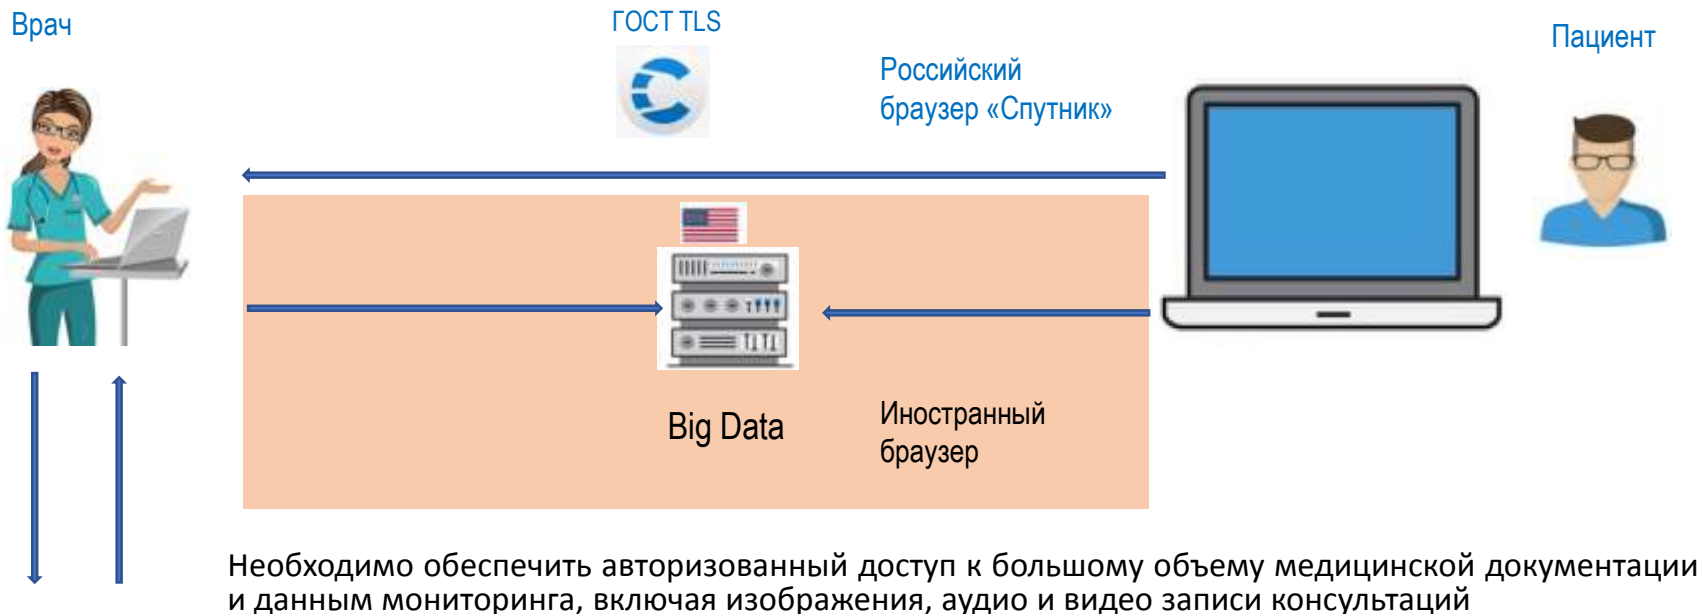 Врач
ГОСТ TLS
Пациент
Российский
браузер «Спутник»
Big Data
Иностранный
браузер
Необходимо обеспечить авторизованный доступ к большому объему медицинской документации
и данным мониторинга, включая изображения, аудио и видео записи консультаций